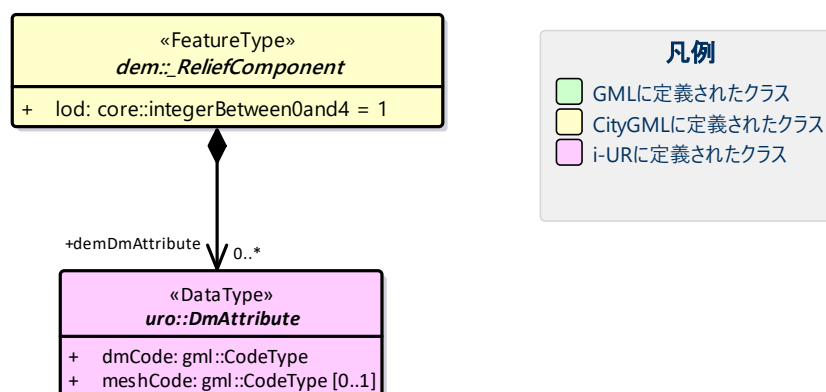 «FeatureType»
dem::_ReliefComponent
+ lod: core::integerBetween0and4 = 1
+demDmAttribute
0..*
«DataType»
uro::DmAttribute
+ dmCode: gml::CodeType
+ meshCode: gml::CodeType [0..1]
凡例
GMLに定義されたクラス
CityGMLに定義されたクラス
i-URに定義されたクラス